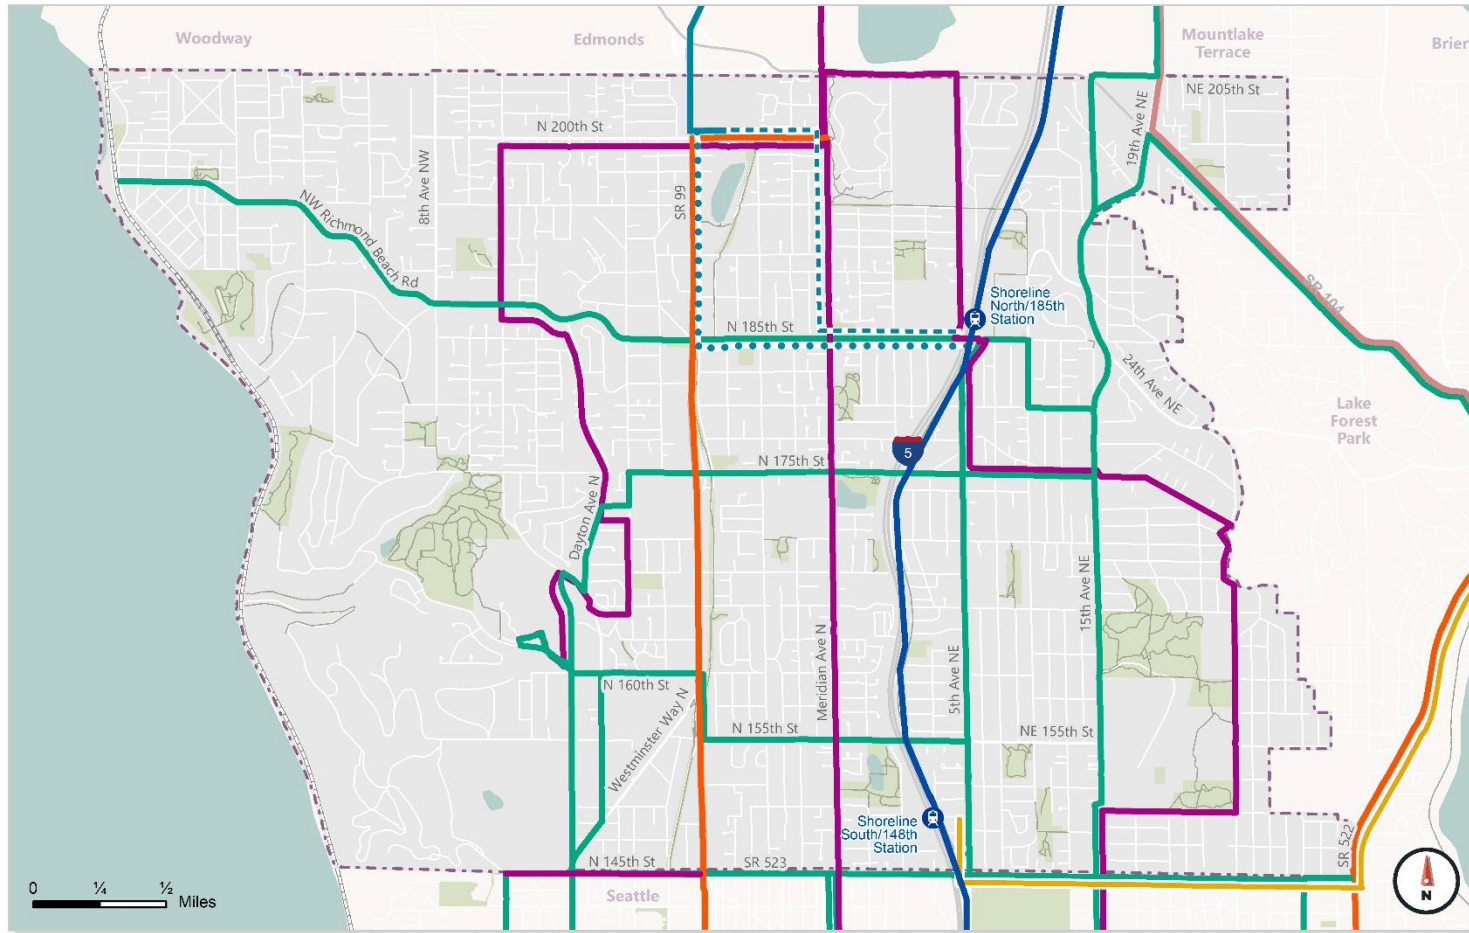 Woodway
Edmonds
Mountlake
Terrace
Brier
NE 205th St
N 200th St
19th Ave NE
8th Ave NW
SR 99
NW Richmond Beach Rd
SR 104
Shoreline
North/185th
Station
N 185th St
24th Ave NE
Lake
Forest
Park
5
N 175th St
Dayton Ave N
15th Ave NE
Meridian Ave N
5th Ave NE
N 160th St
Westminster Way N
N 155th St
NE 155th St
Shoreline
South/148th
Station
SR 522
N 145th St
SR 523
Seattle
0 ¼ ½
Miles
N